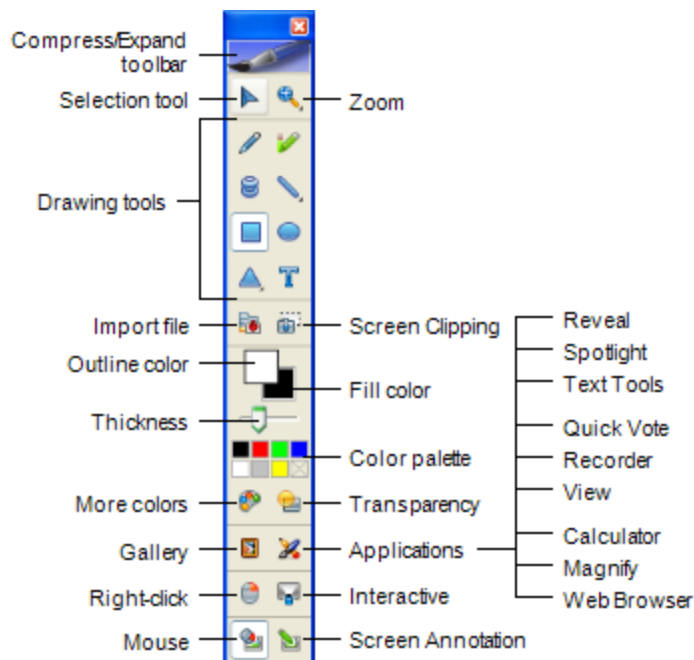 Compress/Expand
toolbar
Selection tool
Zoom
Drawing tools
Import file
Screen Clipping
Outline color
Fill color
Thickness
Color palette
More colors
Transparency
Gallery
Applications
Right-click
Interactive
Mouse
Screen Annotation
Reveal
Spotlight
Text Tools
Quick Vote
Recorder
View
Calculator
Magnify
Web Browser